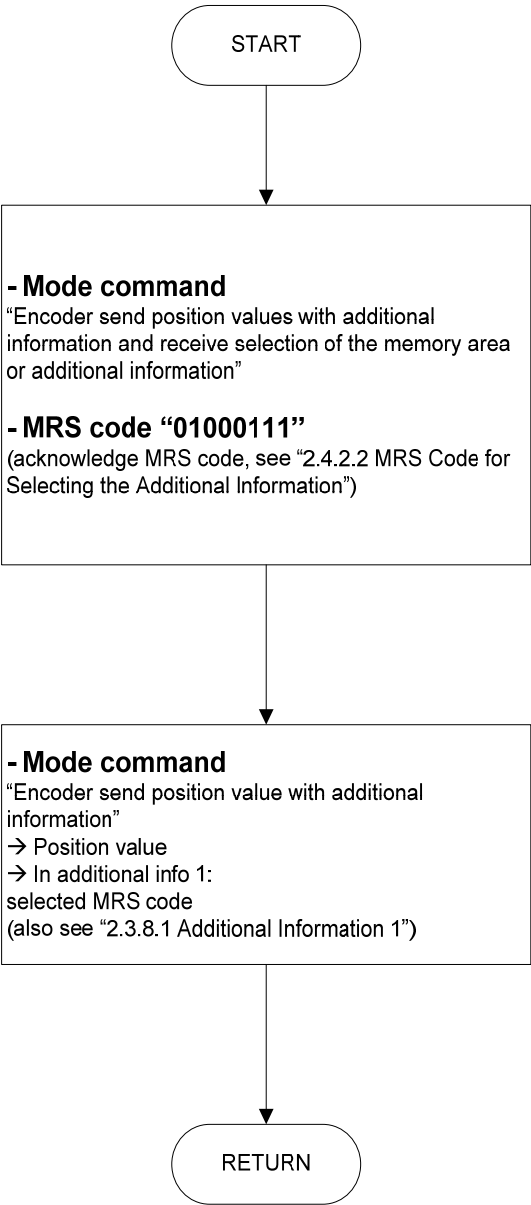 START
- Mode command
“Encoder send position values with additional
information and receive selection of the memory area
or additional information”
- MRS code “01000111”
(acknowledge MRS code, see “2.4.2.2 MRS Code for
Selecting the Additional Information”)
- Mode command
“Encoder send position value with additional
information”
→ Position value
→ In additional info 1:
selected MRS code
(also see “2.3.8.1 Additional Information 1”)
RETURN